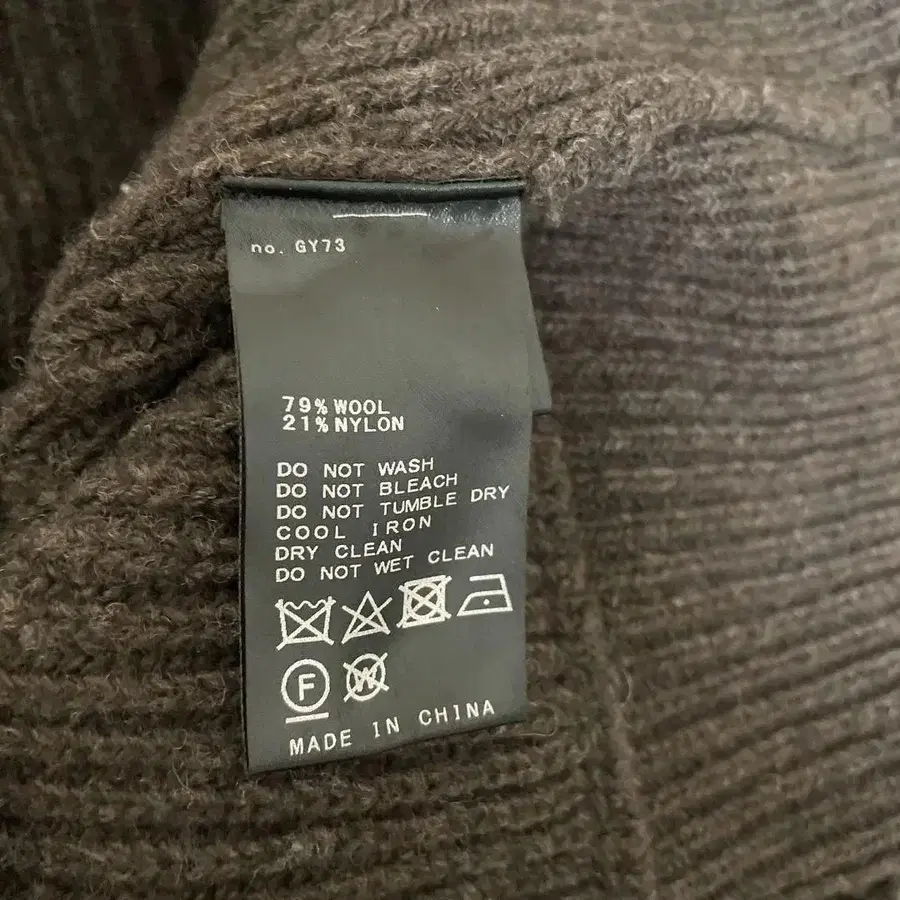 no. GY73
79% WOOL
21% NYLON
DO NOT WASH
DO NOT BLEACH
DO NOT TUMBLE DRY
COOL IRON
DRY CLEAN
DO NOT WET CLEAN
F W
MADE IN CHINA